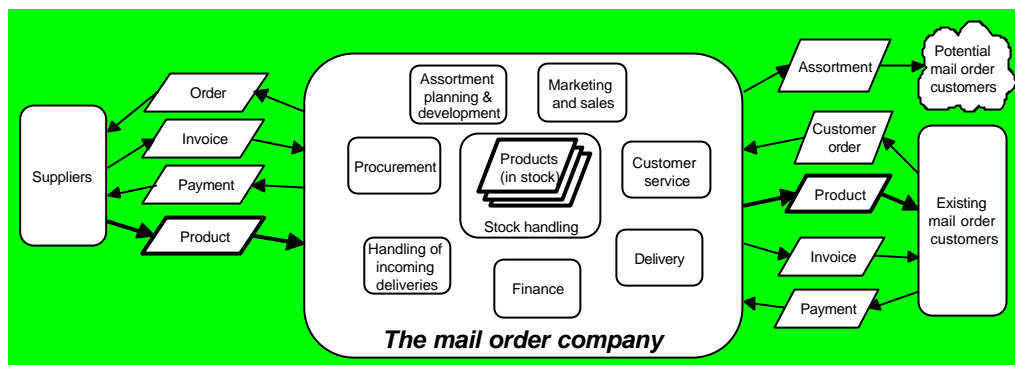 Suppliers
Order
Invoice
Payment
Product
Assortment
planning &
development
Marketing
and sales
Procurement
Products
(in stock)
Stock handling
Customer
service
Handling of
incoming
deliveries
Finance
Delivery
The mail order company
Assortment
Potential
mail order
customers
Customer
order
Product
Invoice
Payment
Existing
mail order
customers